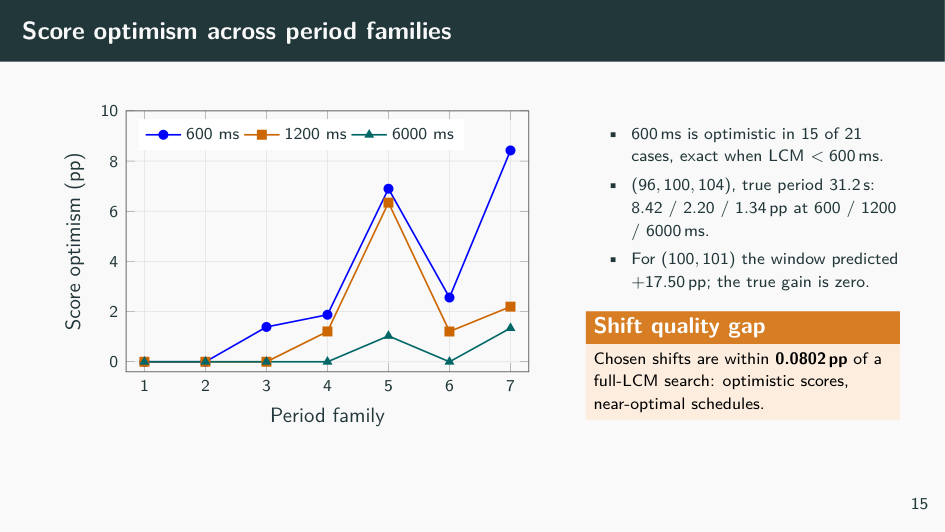 Score optimism across period families
10
8
6
4
2
0
Score optimism (pp)
600 ms 1200 ms 6000 ms
1 2 3 4 5 6 7
Period family
▪ 600 ms is optimistic in 15 of 21
cases, exact when LCM < 600 ms.
▪ (96, 100, 104), true period 31.2 s:
8.42 / 2.20 / 1.34 pp at 600 / 1200
/ 6000 ms.
▪ For (100, 101) the window predicted
+17.50 pp; the true gain is zero.
Shift quality gap
Chosen shifts are within 0.0802 pp of a
full-LCM search: optimistic scores,
near-optimal schedules.
15